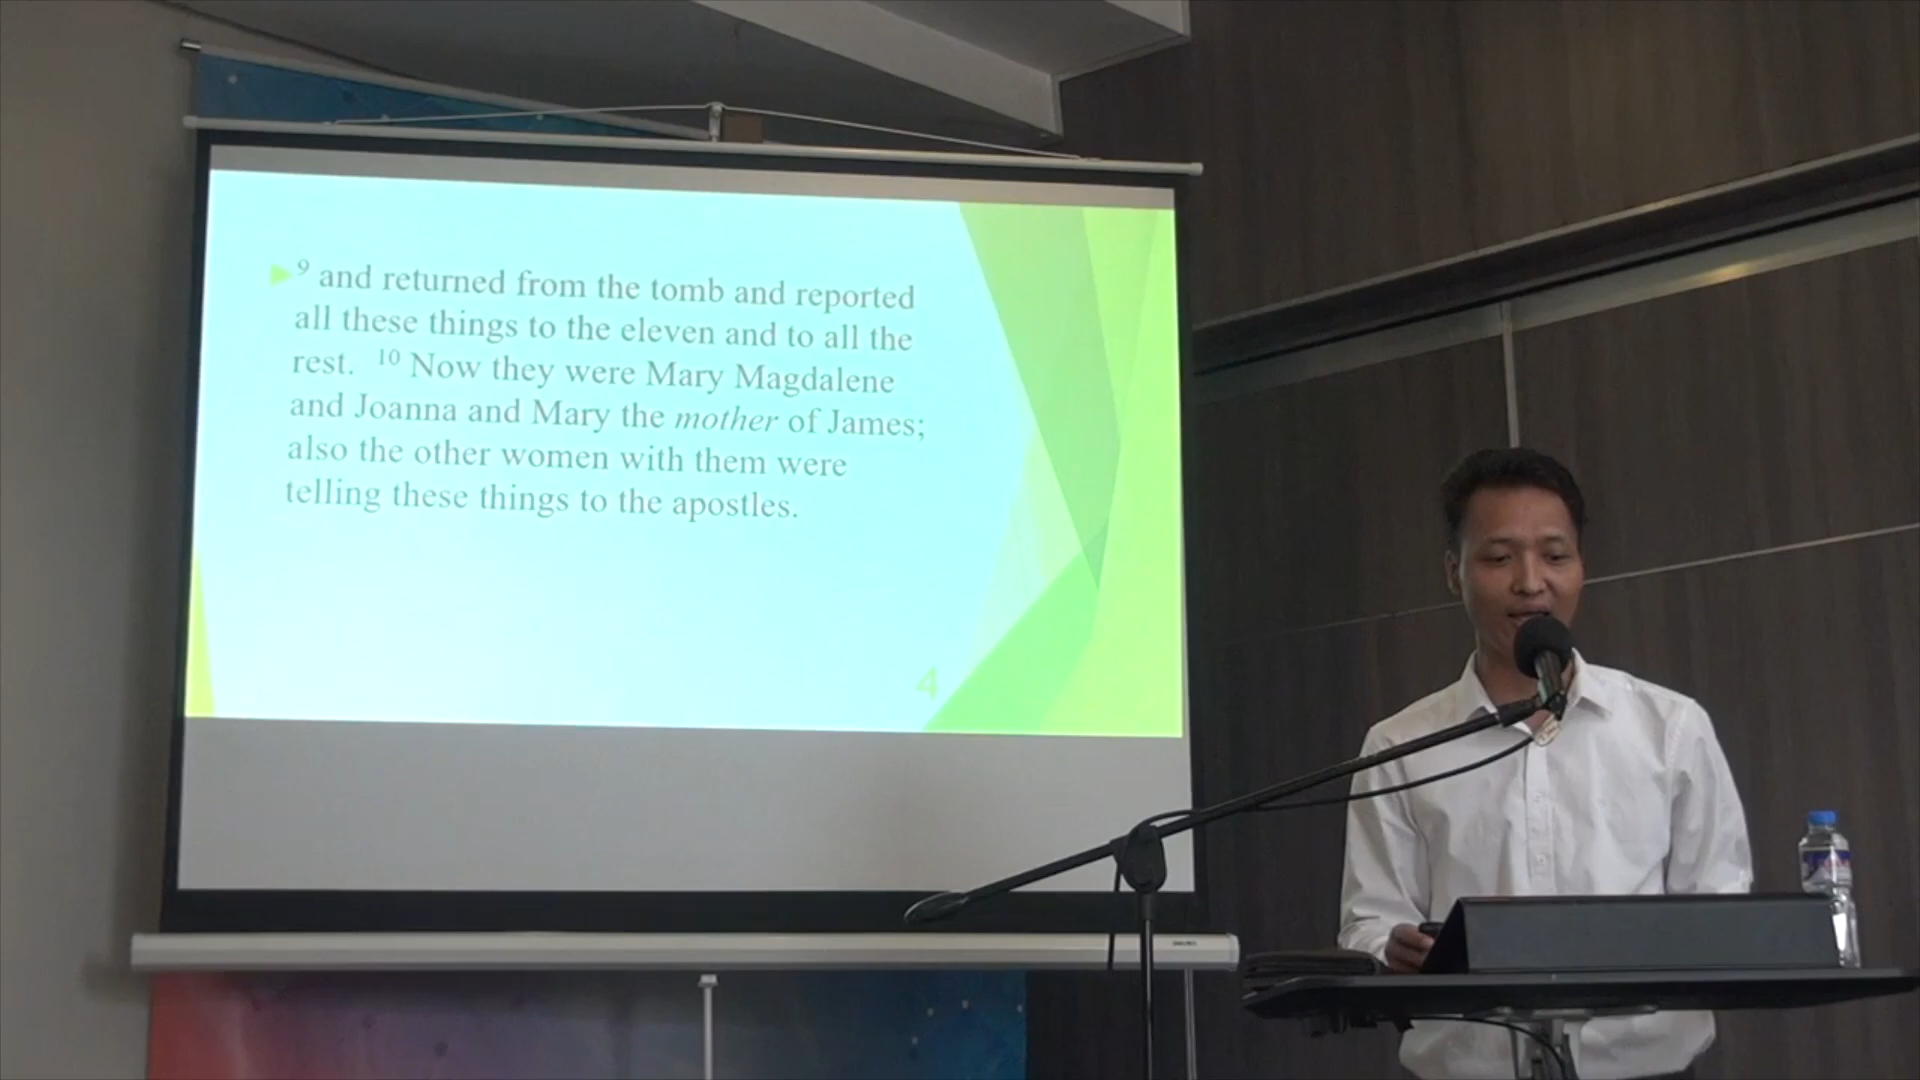 ⁹ and returned from the tomb and reported
all these things to the eleven and to all the
rest. ¹⁰ Now they were Mary Magdalene
and Joanna and Mary the mother of James;
also the other women with them were
telling these things to the apostles.
4